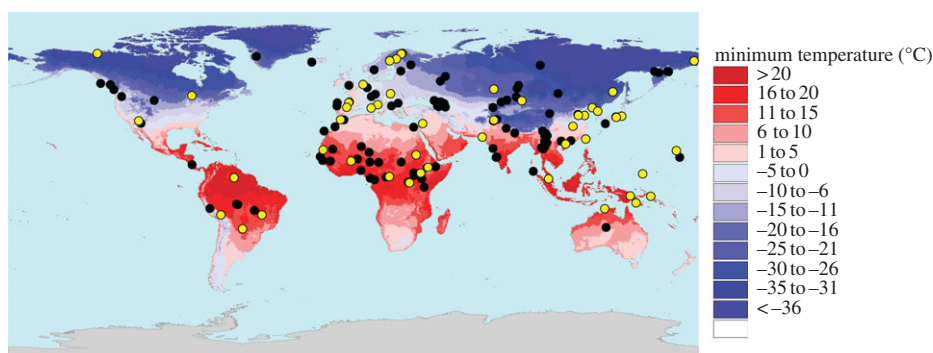 minimum temperature (°C)
>20
16 to 20
11 to 15
6 to 10
1 to 5
–5 to 0
–10 to –6
–15 to –11
–20 to –16
–25 to –21
–30 to –26
–35 to –31
<–36